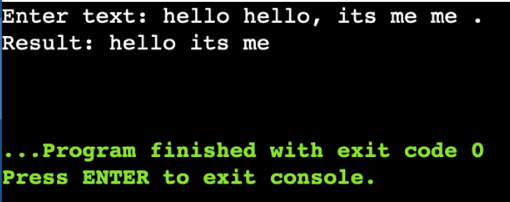 Enter text: hello hello, its me me .
Result: hello its me
...Program finished with exit code 0
Press ENTER to exit console.